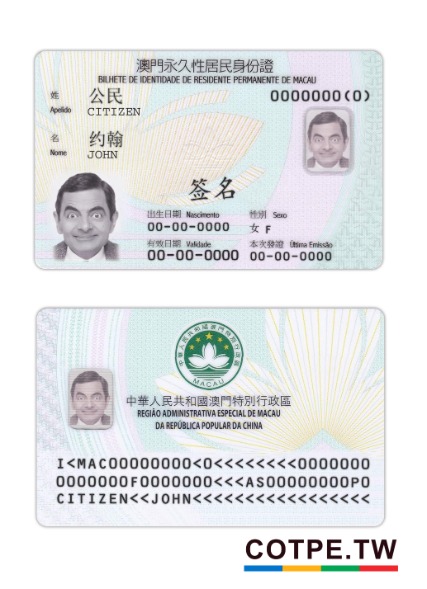 澳門永久性居民身份證
BILHETE DE IDENTIDADE DE RESIDENTE PERMANENTE DE MACAU
姓 公民
Apelido CITIZEN
0000000(0)
名 约翰
Nome JOHN
签名
出生日期 Nascimento 性別 Sexo
00-00-0000 女 F
有效日期 Validade 本次發證 Última Emissão
00-00-0000 00-00-0000
中華人民共和國澳門特別行政區
MACAU
中華人民共和國澳門特別行政區
REGIÃO ADMINISTRATIVA ESPECIAL DE MACAU
DA REPÚBLICA POPULAR DA CHINA
I<MAC00000000<0<<<<<<<<0000000
0000000F0000000<<<AS00000000P0
CITIZEN<<JOHN<<<<<<<<<<<<<<<<<
COTPE.TW